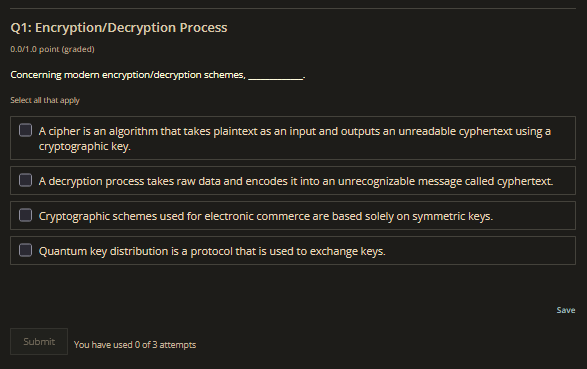 Q1: Encryption/Decryption Process
0.0/1.0 point (graded)
Concerning modern encryption/decryption schemes, ____________.
Select all that apply
A cipher is an algorithm that takes plaintext as an input and outputs an unreadable cyphertext using a
cryptographic key.
A decryption process takes raw data and encodes it into an unrecognizable message called cyphertext.
Cryptographic schemes used for electronic commerce are based solely on symmetric keys.
Quantum key distribution is a protocol that is used to exchange keys.
Save
Submit You have used 0 of 3 attempts